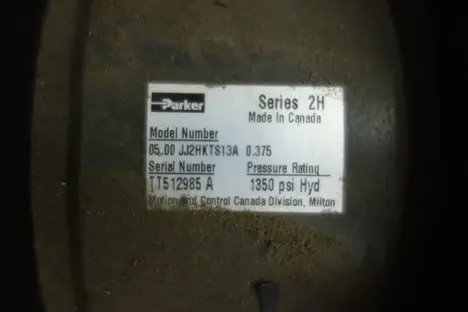 Parker Series 2H
Made In Canada
Model Number
05.00 JJ2HKTS13A 0.375
Serial Number Pressure Rating
TT512985 A 1350 psi Hyd
Motion and Control Canada Division, Milton